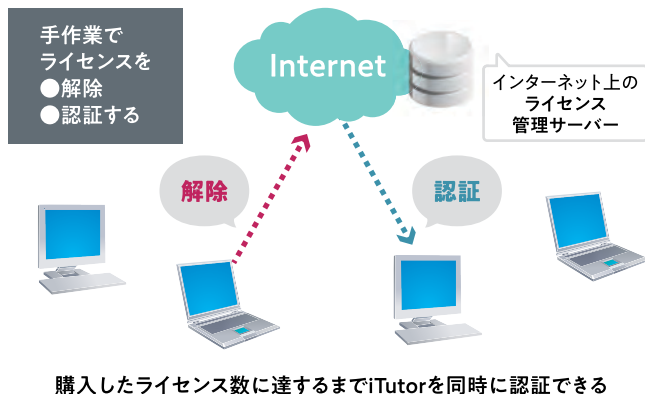 手作業で
ライセンスを
●解除
●認証する
Internet
インターネット上の
ライセンス
管理サーバー
解除
認証
購入したライセンス数に達するまでiTutorを同時に認証できる